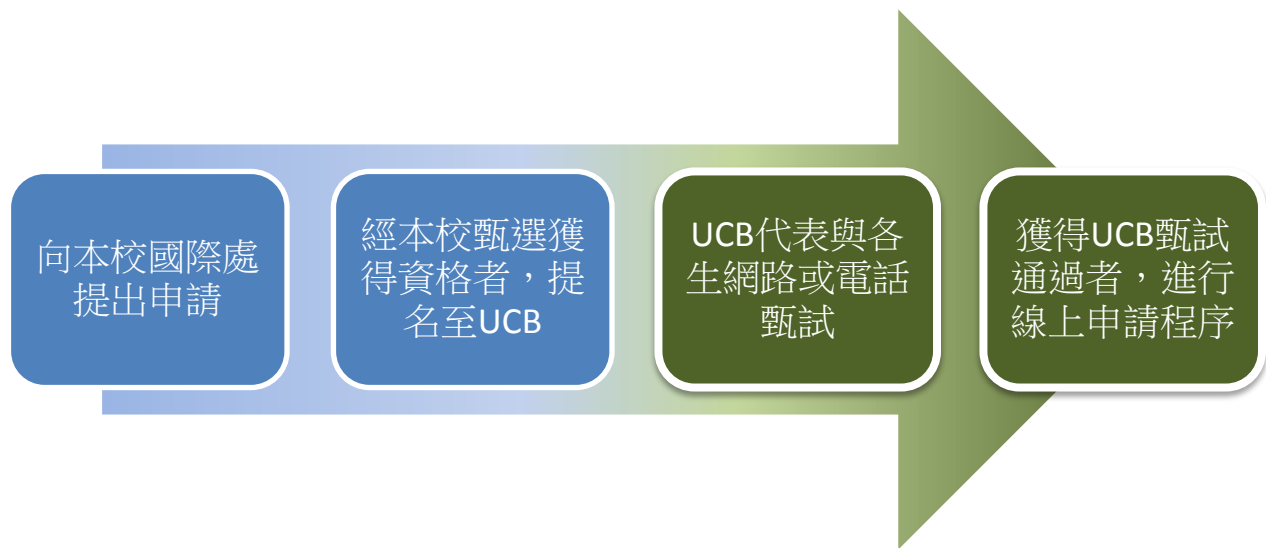 向本校國際處
提出申請
經本校甄選獲
得資格者，提
名至UCB
UCB代表與各
生網路或電話
甄試
獲得UCB甄試
通過者，進行
線上申請程序